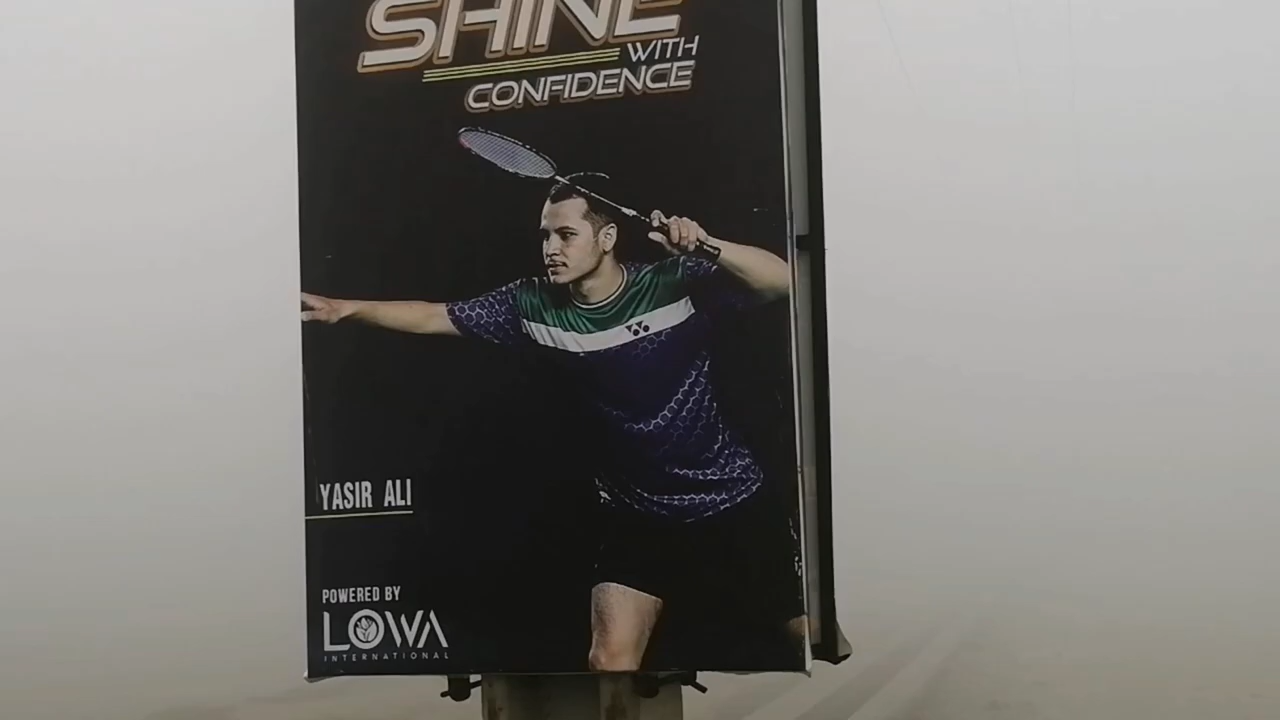 SHINE
WITH
CONFIDENCE
YASIR ALI
POWERED BY
LOWA
INTERNATIONAL